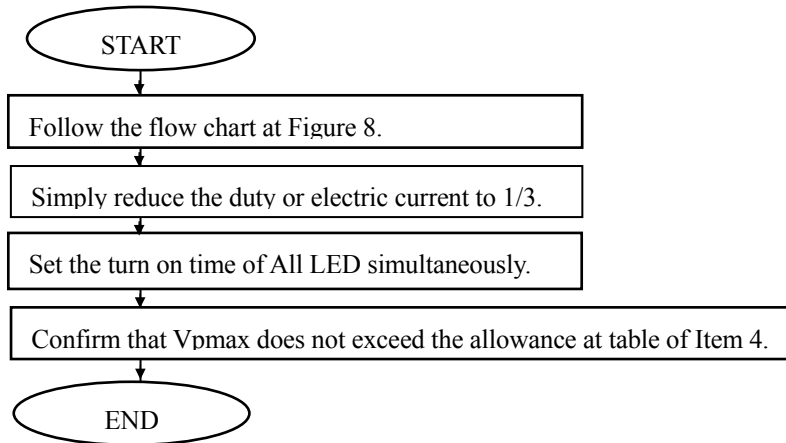 START
Follow the flow chart at Figure 8.
Simply reduce the duty or electric current to 1/3.
Set the turn on time of All LED simultaneously.
Confirm that Vpmax does not exceed the allowance at table of Item 4.
END